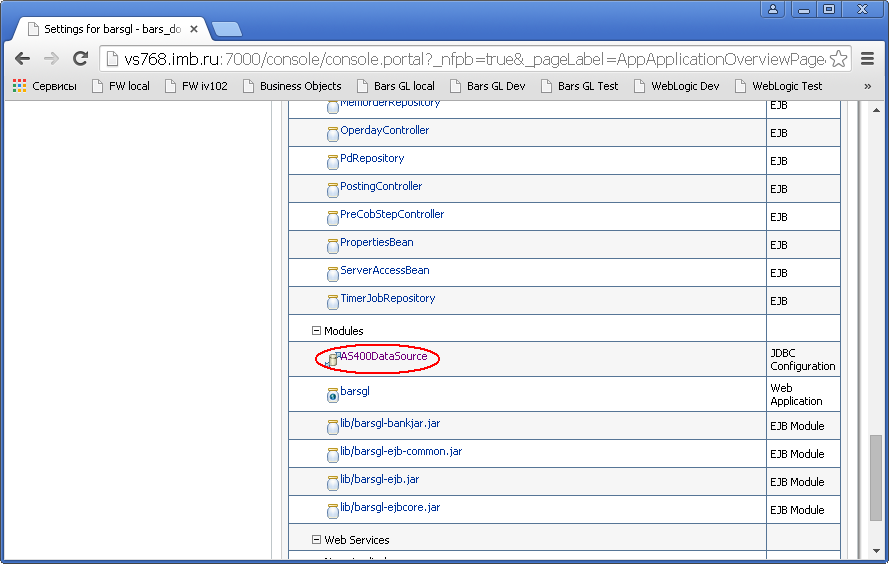 Settings for barsgl - bars_do
vs768.imb.ru:7000/console/console.portal?_nfpb=true&_pageLabel=AppApplicationOverviewPage
Сервисы FW local FW iv102 Business Objects Bars GL local Bars GL Dev Bars GL Test WebLogic Dev WebLogic Test »
MemorderRepository EJB
OperdayController EJB
PdRepository EJB
PostingController EJB
PreCobStepController EJB
PropertiesBean EJB
ServerAccessBean EJB
TimerJobRepository EJB
Modules
AS400DataSource JDBC
Configuration
barsgl Web
Application
lib/barsgl-bankjar.jar EJB Module
lib/barsgl-ejb-common.jar EJB Module
lib/barsgl-ejb.jar EJB Module
lib/barsgl-ejbcore.jar EJB Module
Web Services